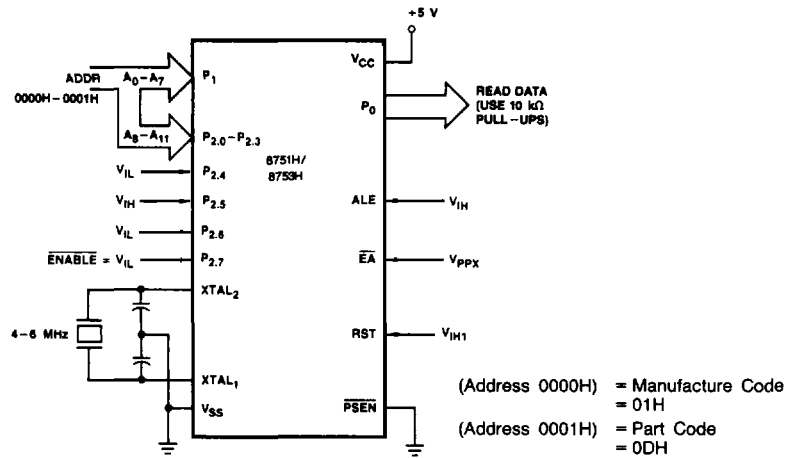 +5 V
VCC
ADDR
0000H-0001H
A0-A7
P1
A8-A11
P2.0-P2.3
P0
READ DATA
(USE 10 kΩ
PULL-UPS)
8751H/
8753H
VIL
P2.4
VIH
P2.5
ALE
VIH
VIL
P2.6
ENABLE = VIL
P2.7
EA
VPPX
XTAL2
4-6 MHz
RST
VIH1
XTAL1
VSS
PSEN
(Address 0000H) = Manufacture Code
= 01H
(Address 0001H) = Part Code
= 0DH